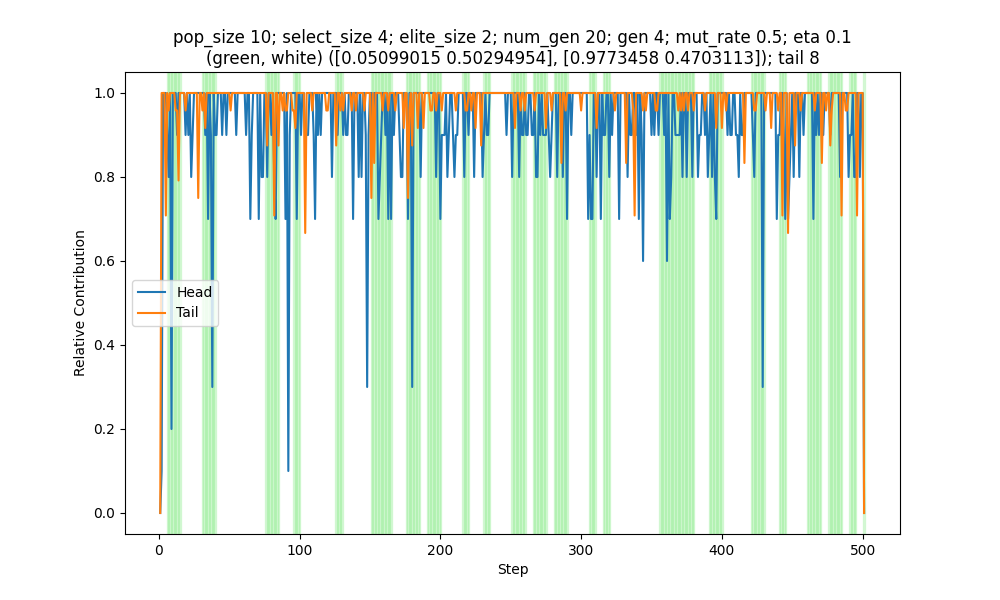 pop_size 10; select_size 4; elite_size 2; num_gen 20; gen 4; mut_rate 0.5; eta 0.1
(green, white) ([0.05099015 0.50294954], [0.9773458 0.4703113]); tail 8
1.0
0.8
0.6
0.4
0.2
0.0
Relative Contribution
Head
Tail
0
100
200
300
400
500
Step